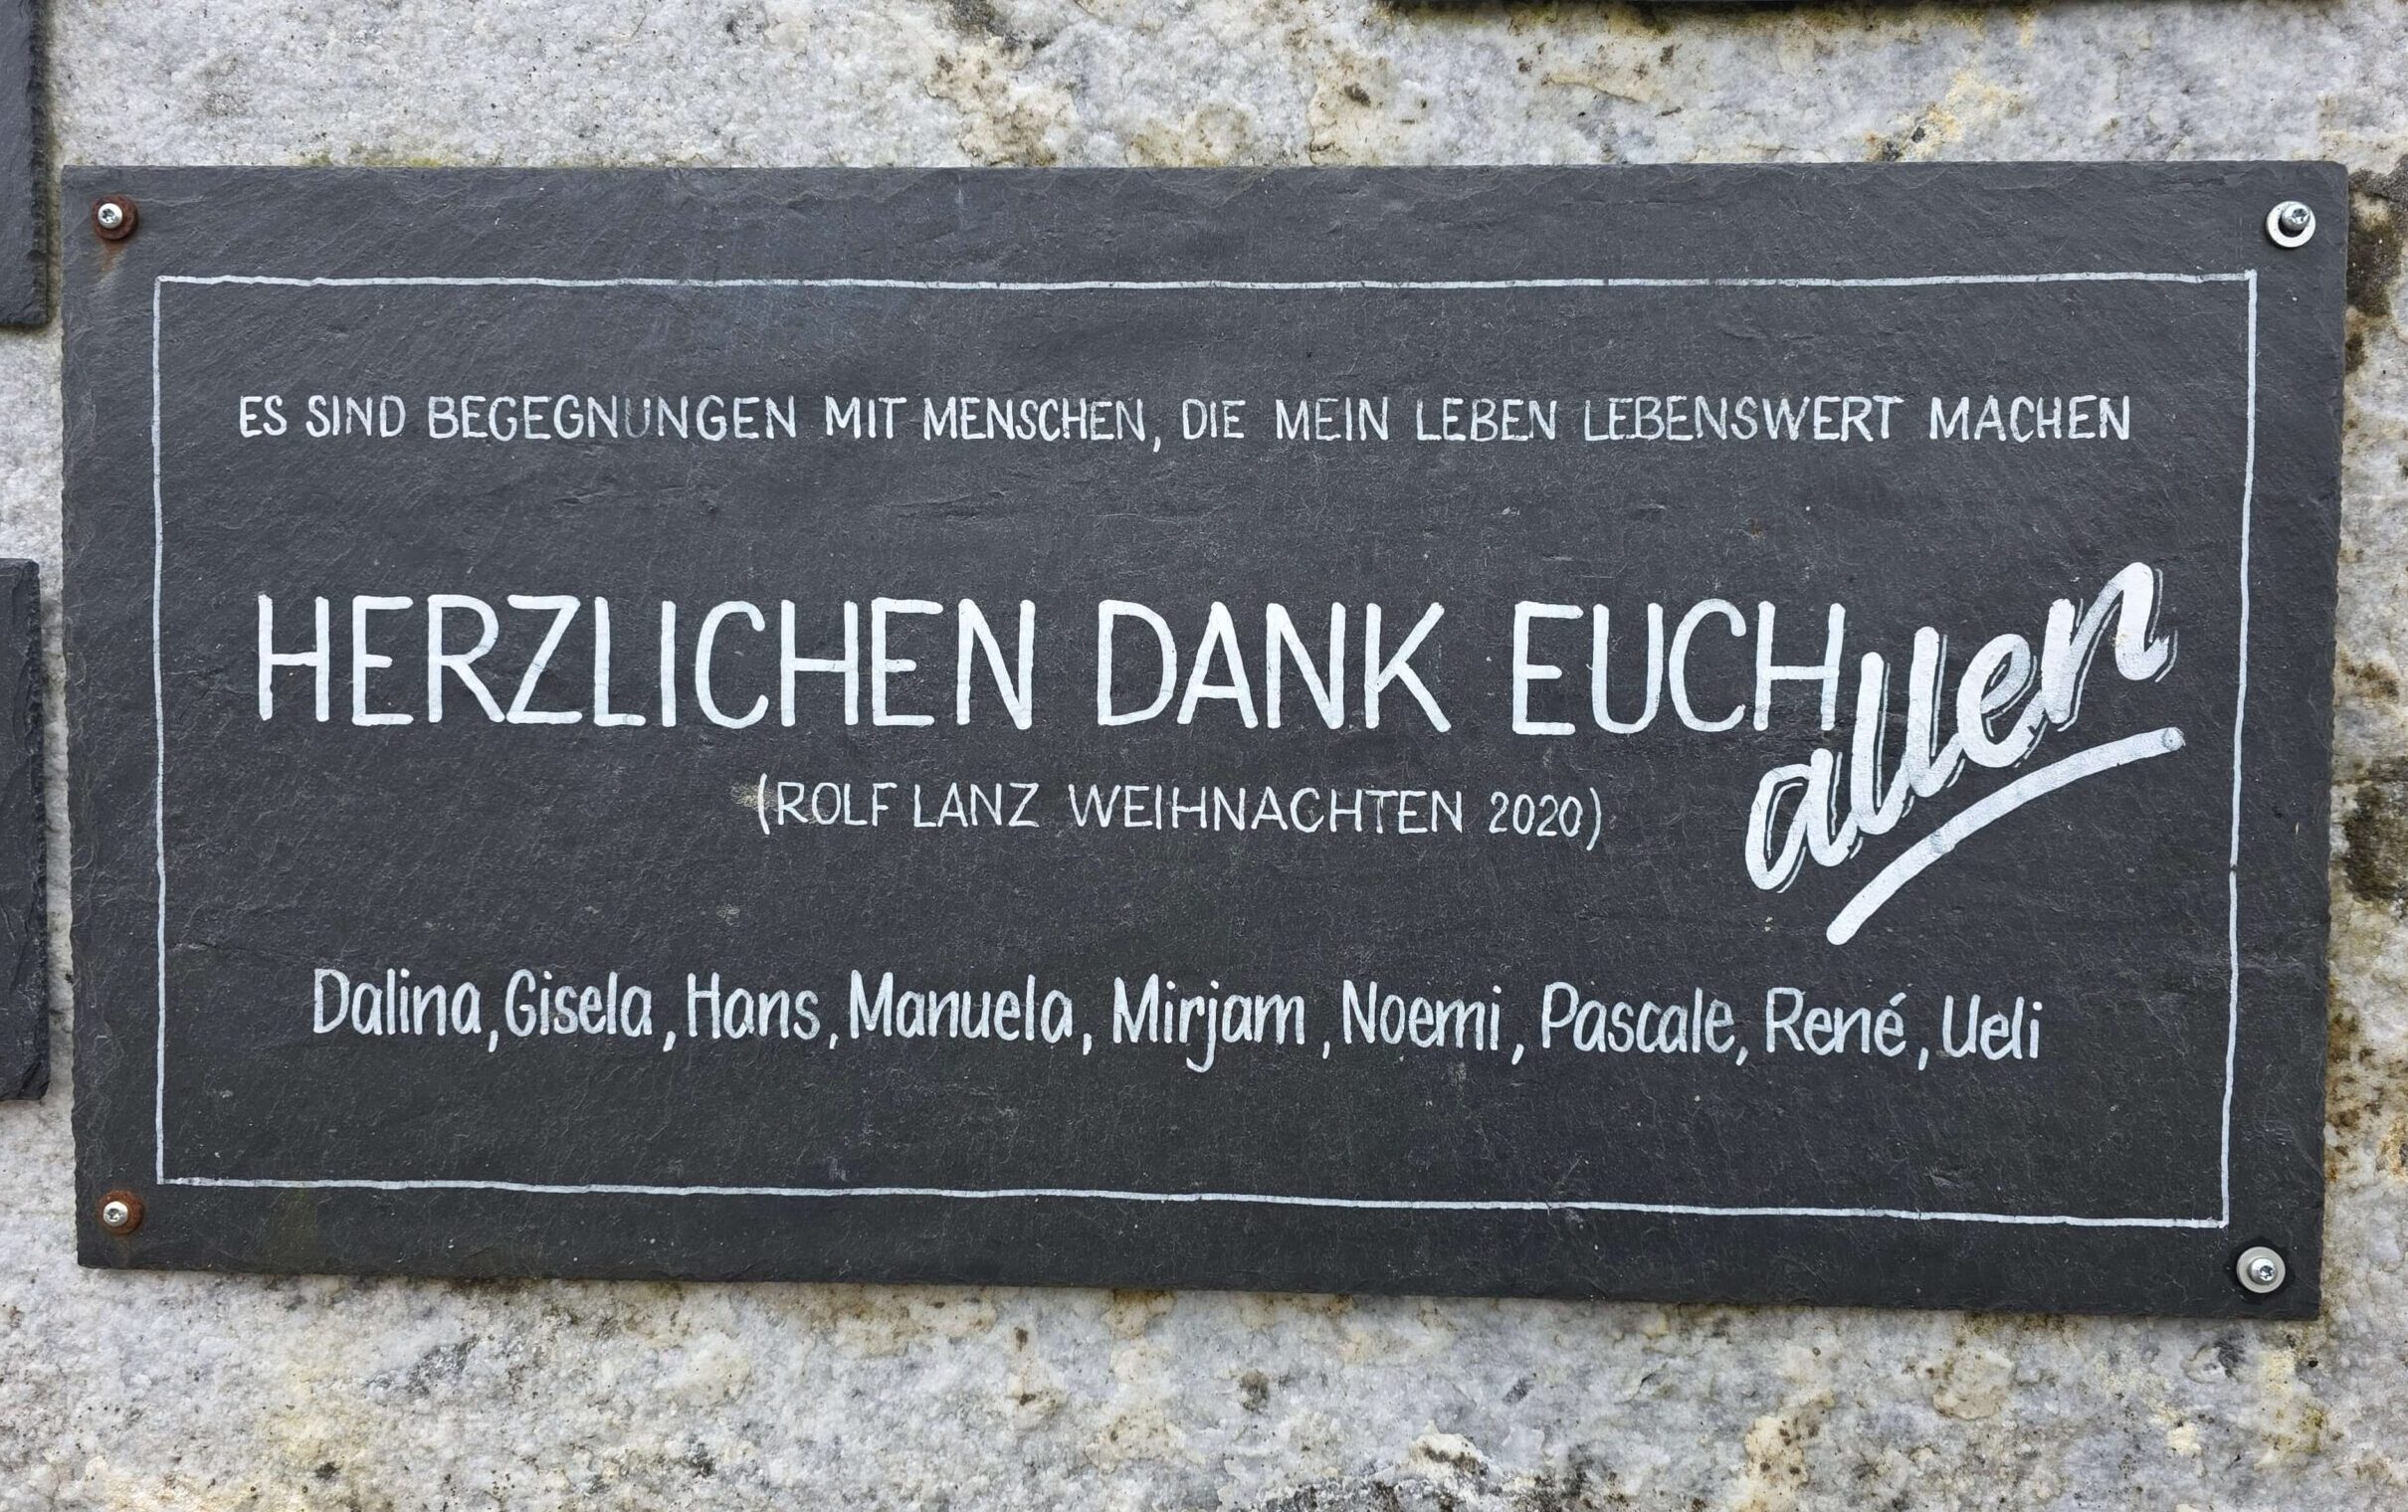 ES SIND BEGEGNUNGEN MIT MENSCHEN, DIE MEIN LEBEN LEBENSWERT MACHEN
HERZLICHEN DANK EUCH allen
(ROLF LANZ WEIHNACHTEN 2020)
Dalina, Gisela, Hans, Manuela, Mirjam, Noemi, Pascale, René, Ueli